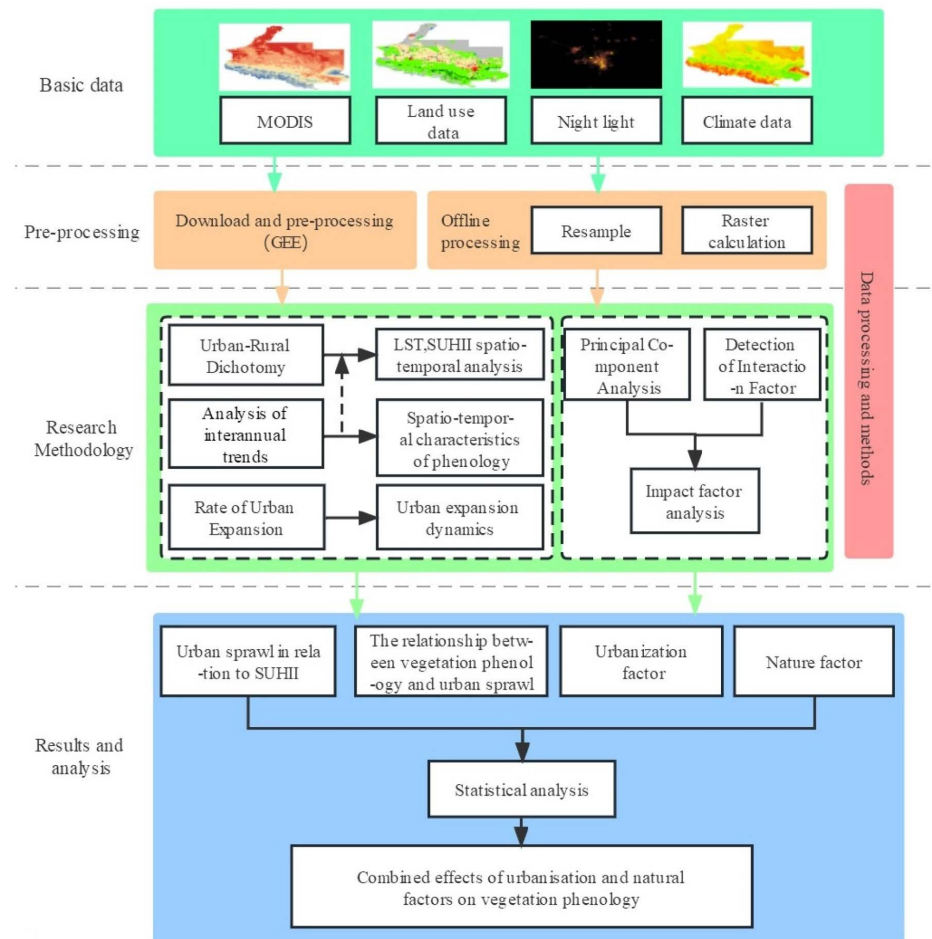 Basic data
MODIS
Land use
data
Night light
Climate data
Pre-processing
Download and pre-processing
(GEE)
Offline
processing
Resample
Raster
calculation
Data processing and methods
Research
Methodology
Urban-Rural
Dichotomy
LST,SUHII spatio-
temporal analysis
Analysis of
interannual
trends
Spatio-tempor-
al characteristics
of phenology
Rate of Urban
Expansion
Urban expansion
dynamics
Principal Co-
mponent
Analysis
Detection
of Interactio
-n Factor
Impact factor
analysis
Results and
analysis
Urban sprawl in rela
-tion to SUHII
The relationship betw-
een vegetation phenol
-ogy and urban sprawl
Urbanization
factor
Nature factor
Statistical analysis
Combined effects of urbanisation and natural
factors on vegetation phenology